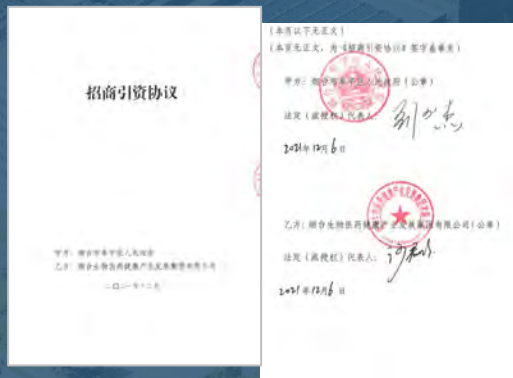 招商引资协议
甲方：烟台市牟平区人民政府
乙方：烟台生物医药健康产业发展集团有限公司
二〇二一年十二月
（本页以下无正文）
（本页无正文，为《招商引资协议》签字盖章页）
甲方：烟台市牟平区人民政府（公章）
法定（或授权）代表人：
2021年12月6日
乙方：烟台生物医药健康产业发展集团有限公司（公章）
法定（或授权）代表人：
2021年12月6日